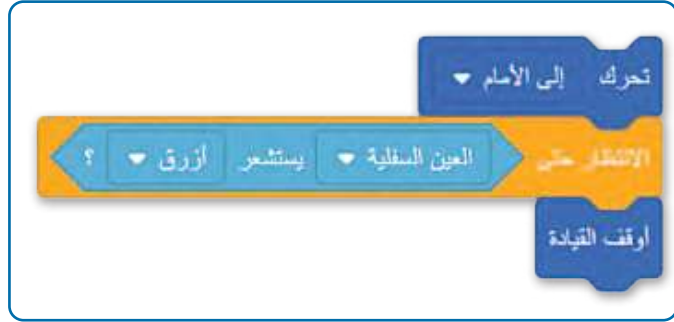 تحرك إلى الأمام
الانتظار حتى العين السفلية يستشعر أزرق ؟
أوقف القيادة